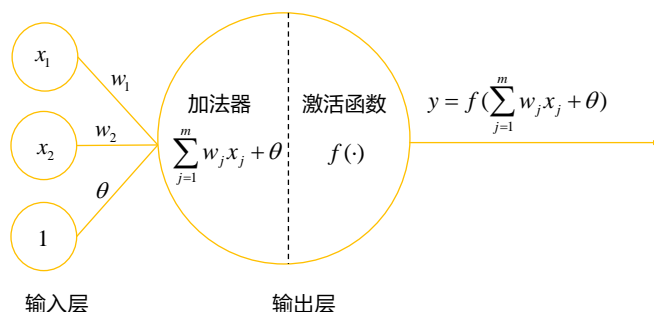 x₁
w₁
x₂
w₂
θ
1
加法器
∑_{j=1}^{m} w_j x_j + θ
激活函数
f(·)
y = f(∑_{j=1}^{m} w_j x_j + θ)
输入层
输出层